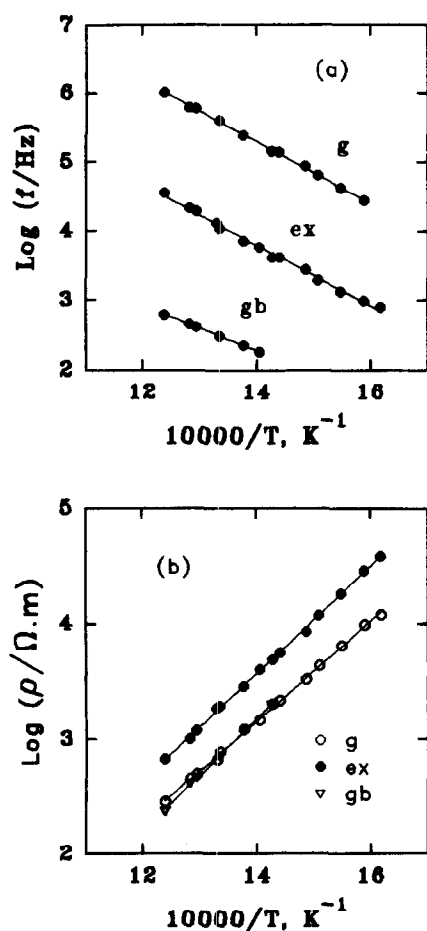 7
(a)
6
g
Log (f/Hz)
5
ex
4
3
gb
2
12 14 16
10000/T, K⁻¹
5
(b)
4
Log (ρ/Ω.m)
3
g
ex
gb
2
12 14 16
10000/T, K⁻¹